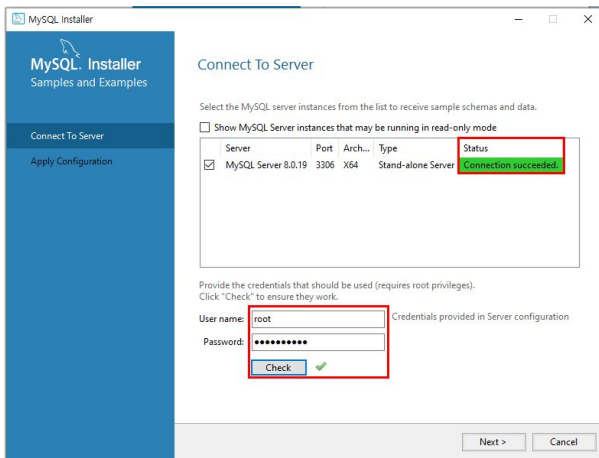 MySQL Installer
MySQL. Installer
Samples and Examples
Connect To Server
Apply Configuration
Connect To Server
Select the MySQL server instances from the list to receive sample schemas and data.
Show MySQL Server instances that may be running in read-only mode
Server Port Arch... Type Status
MySQL Server 8.0.19 3306 X64 Stand-alone Server Connection succeeded.
Provide the credentials that should be used (requires root privileges).
Click "Check" to ensure they work.
User name: root Credentials provided in Server configuration
Password: ●●●●●●●●●●
Check
Next > Cancel